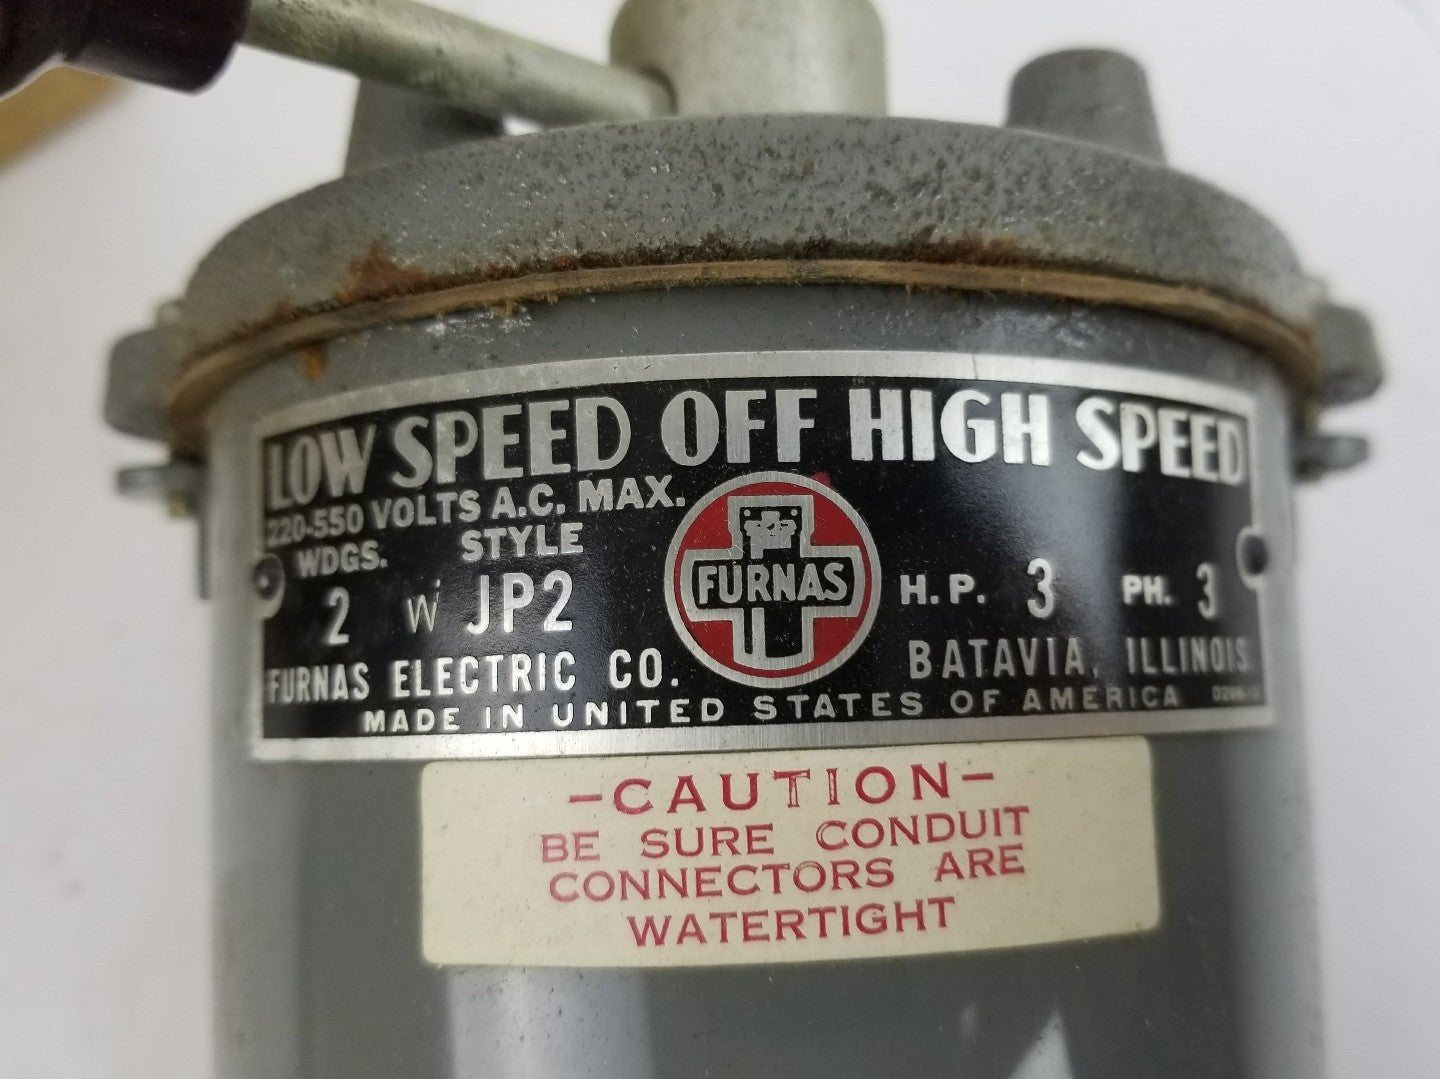 LOW SPEED OFF HIGH SPEED
220-550 VOLTS A.C. MAX.
WDGS. STYLE
2 W JP2
FURNAS
H.P. 3 PH. 3
FURNAS ELECTRIC CO. BATAVIA, ILLINOIS
MADE IN UNITED STATES OF AMERICA
-CAUTION-
BE SURE CONDUIT
CONNECTORS ARE
WATERTIGHT